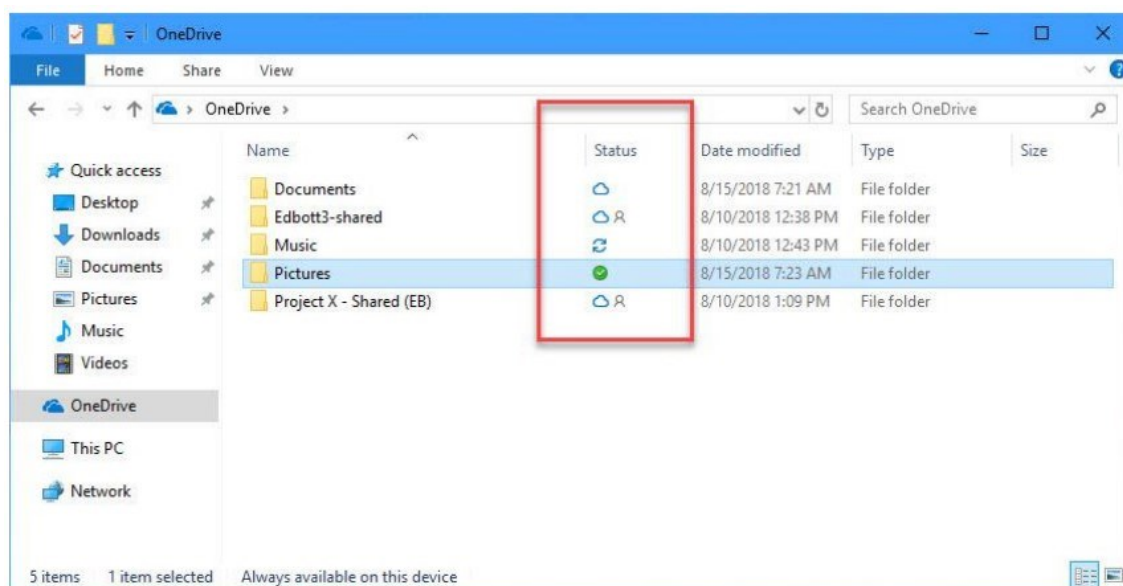 OneDrive
File Home Share View
OneDrive
Search OneDrive
Name Status Date modified Type Size
Quick access
Desktop
Downloads
Documents
Pictures
Music
Videos
OneDrive
This PC
Network
Documents 8/15/2018 7:21 AM File folder
Edbott3-shared 8/10/2018 12:38 PM File folder
Music 8/10/2018 12:43 PM File folder
Pictures 8/15/2018 7:23 AM File folder
Project X - Shared (EB) 8/10/2018 1:09 PM File folder
5 items 1 item selected Always available on this device